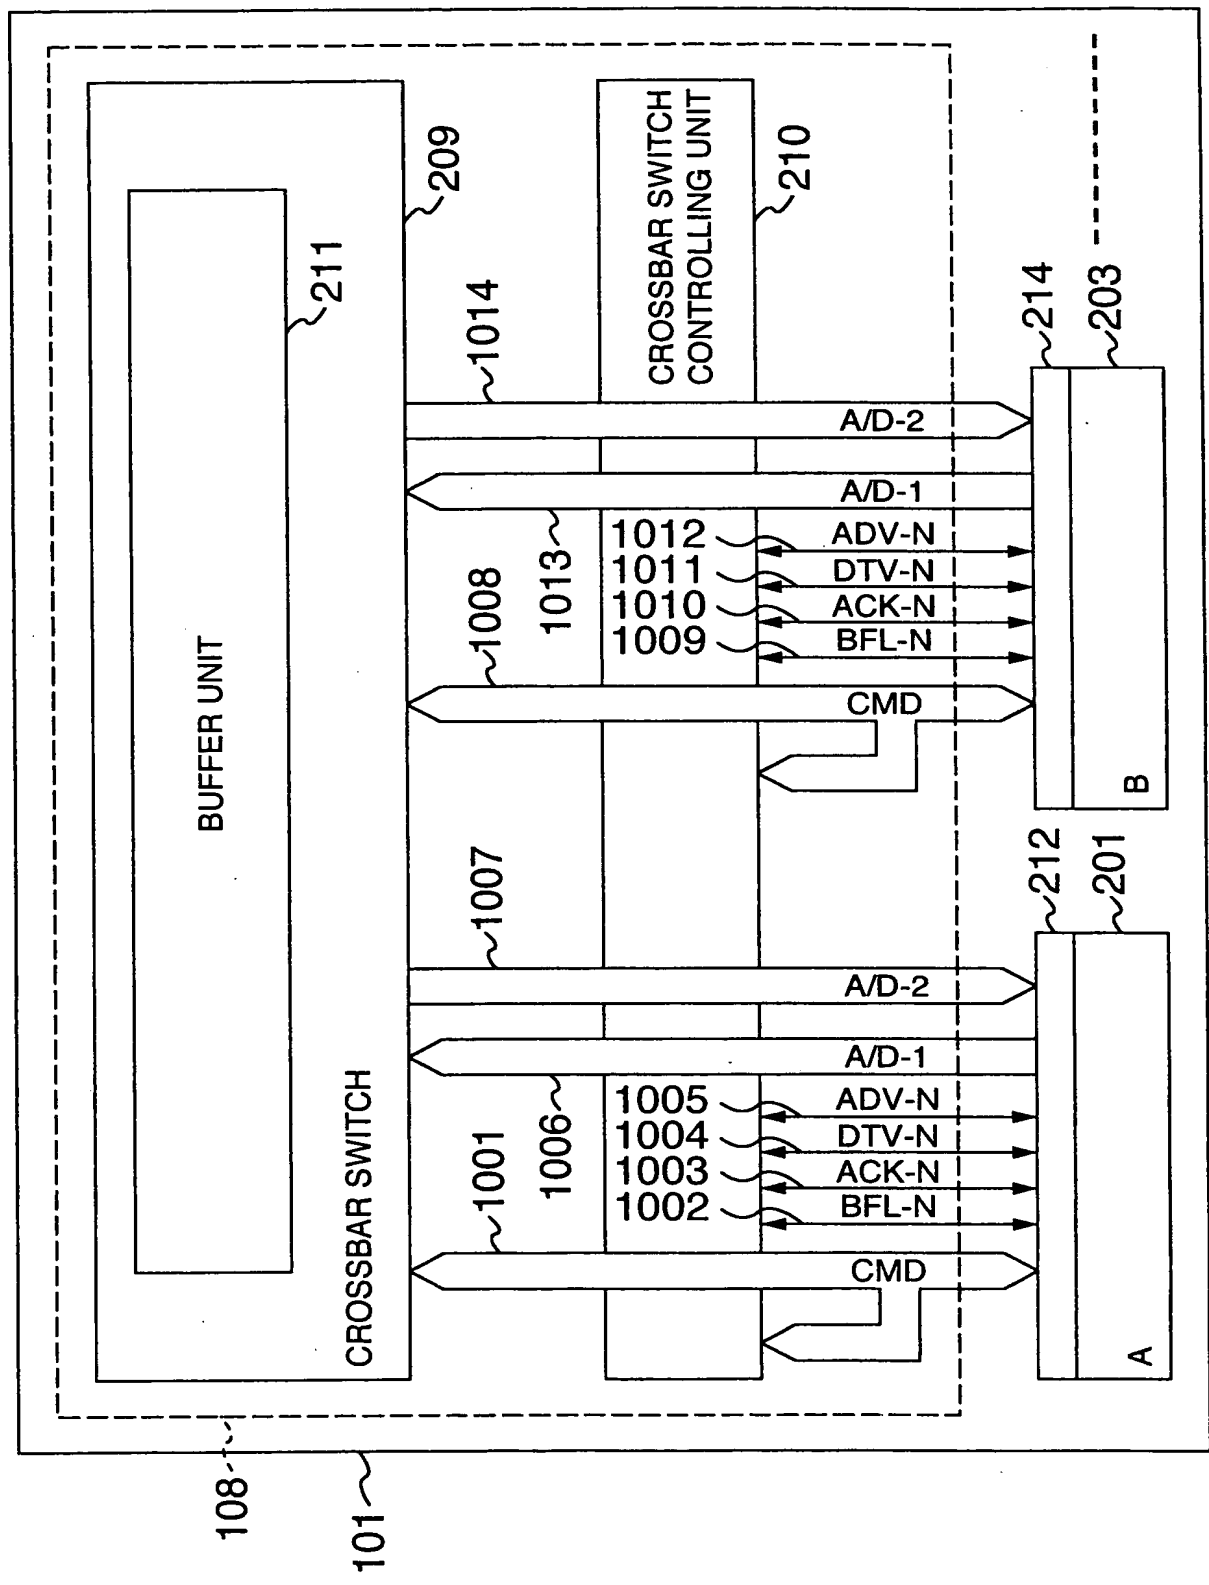 108
101
BUFFER UNIT
211
CROSSBAR SWITCH
209
1001
1006
1007
1008
1013
1014
CROSSBAR SWITCH
CONTROLLING UNIT
210
1005
1004
1003
1002
1012
1011
1010
1009
CMD
BFL-N
ACK-N
DTV-N
ADV-N
A/D-1
A/D-2
CMD
BFL-N
ACK-N
DTV-N
ADV-N
A/D-1
A/D-2
212
201
A
214
203
B